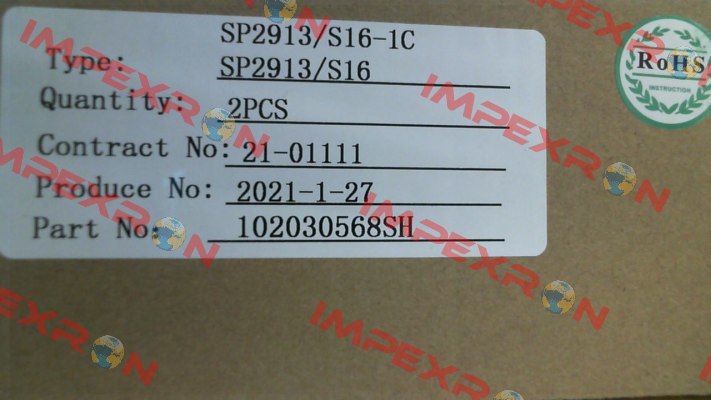 SP2913/S16-1C
Type: SP2913/S16
Quantity: 2PCS
Contract No: 21-01111
Produce No: 2021-1-27
Part No: 102030568SH
RoHS
INSTRUCTION
IMPEXRON
IMPEXRON
IMPEXRON
IMPEXRON
IMPEXRON
IMPEXRON